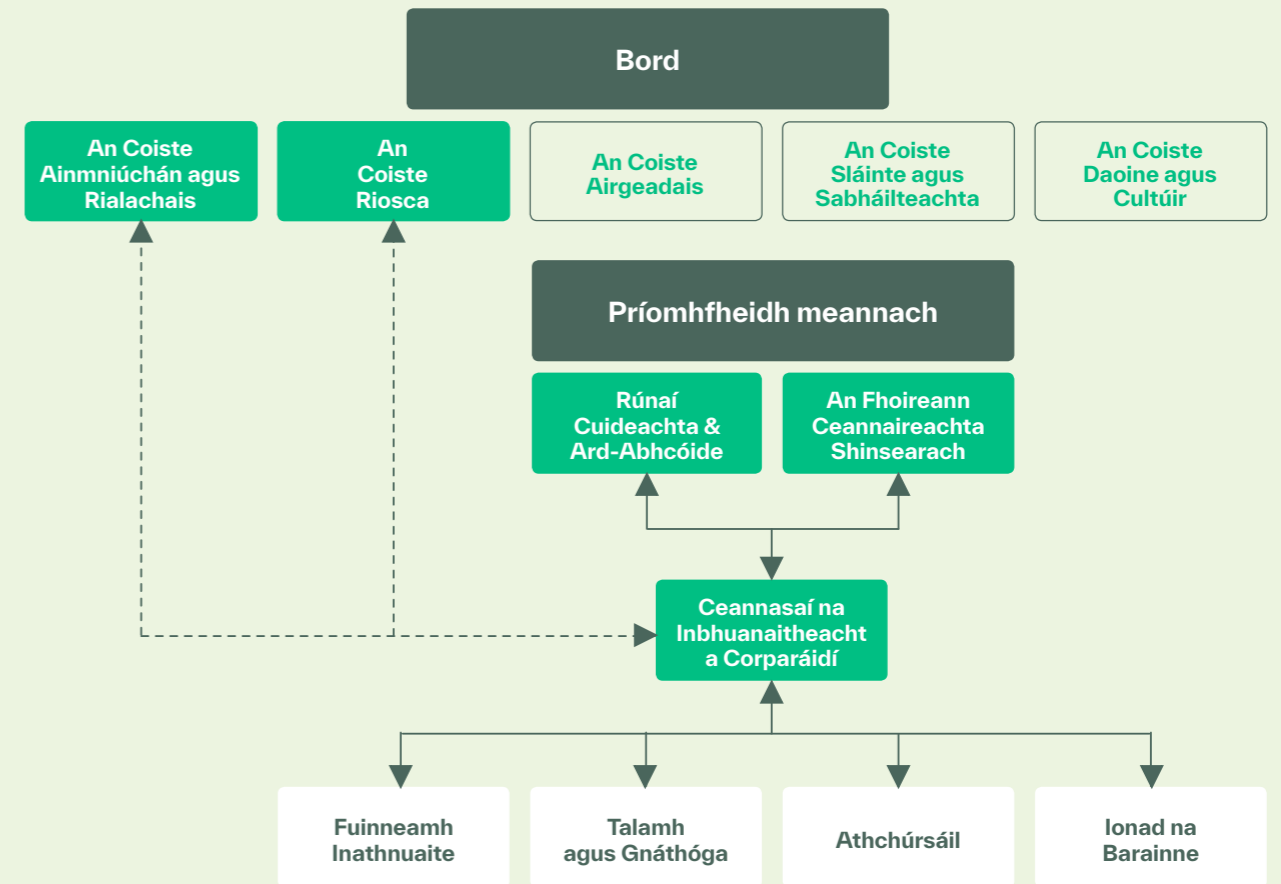 Bord
An Coiste
Ainmniúchán agus
Rialachais
An
Coiste
Riosca
An Coiste
Airgeadais
An Coiste
Sláinte agus
Sabháilteachta
An Coiste
Daoine agus
Cultúir
Príomhfheidh meannach
Rúnaí
Cuideachta &
Ard-Abhcóide
An Fhoireann
Ceannaireachta
Shinsearach
Ceannasaí na
Inbhuanaitheacht
a Corparáidí
Fuinneamh
Inathnuaite
Talamh
agus Gnáthóga
Athchúrsáil
Ionad na
Barainne